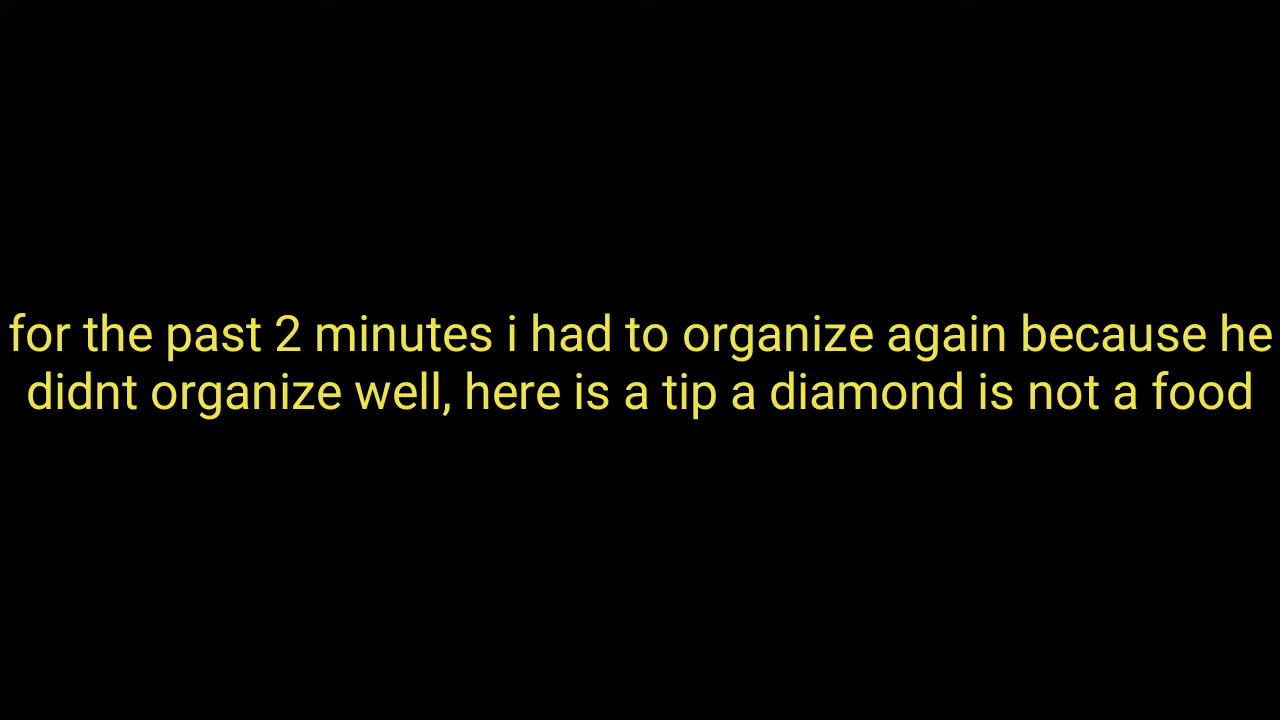 for the past 2 minutes i had to organize again because he
didnt organize well, here is a tip a diamond is not a food